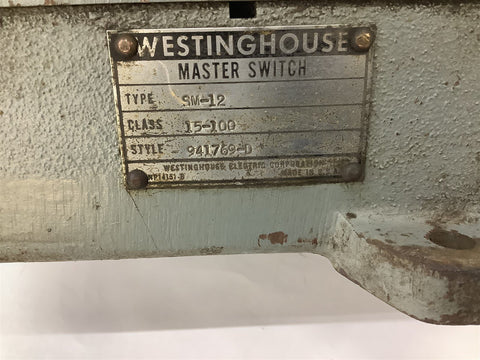 WESTINGHOUSE
MASTER SWITCH
TYPE SM-12
CLASS 15-100
STYLE 941769-D
WESTINGHOUSE ELECTRIC CORPORATION
MADE IN U.S.A.